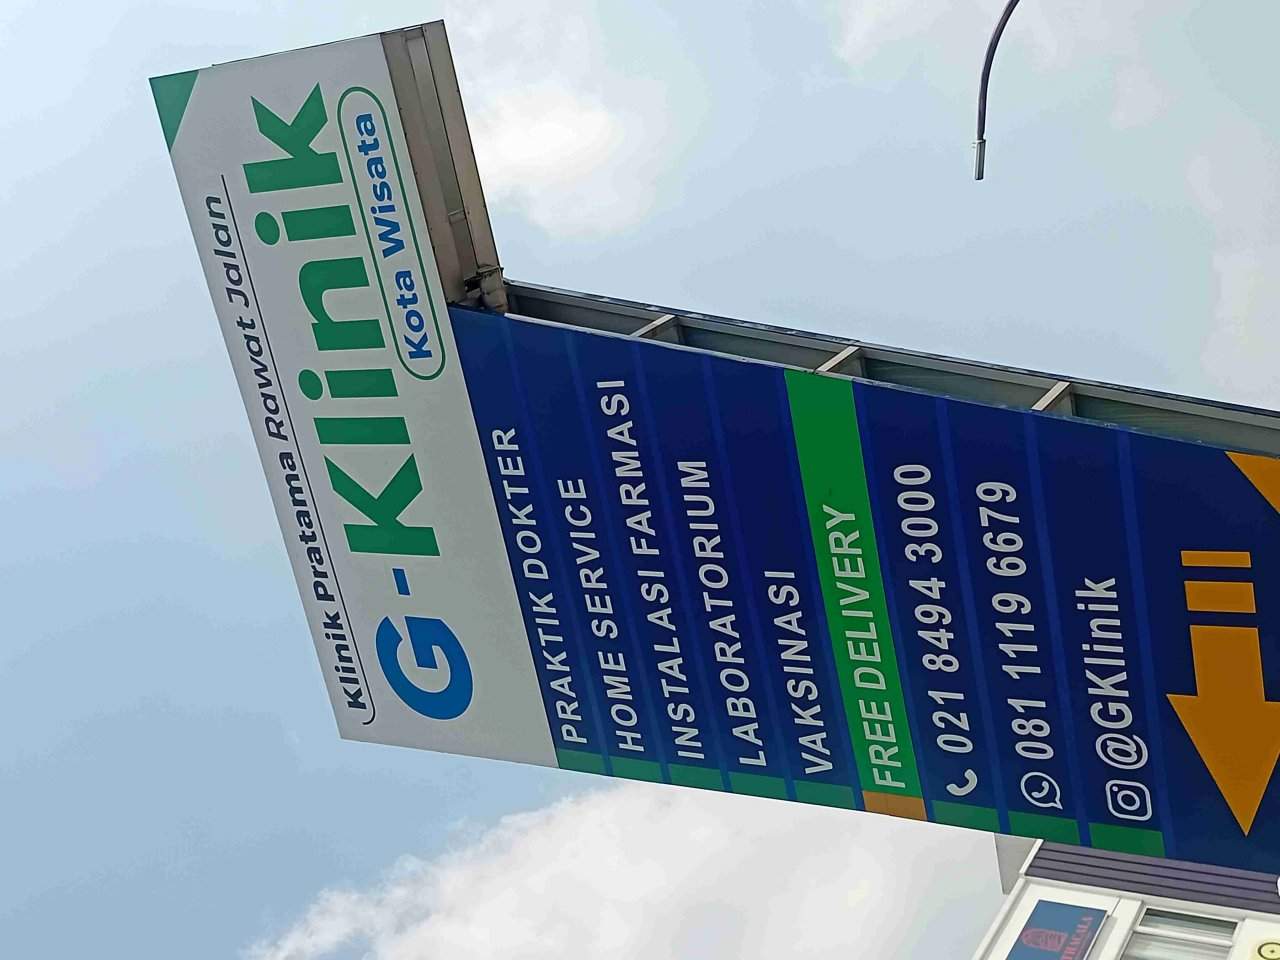 Klinik Pratama Rawat Jalan
G-Klinik
Kota Wisata
PRAKTIK DOKTER
HOME SERVICE
INSTALASI FARMASI
LABORATORIUM
VAKSINASI
FREE DELIVERY
021 8494 3000
081 1119 6679
@GKlinik